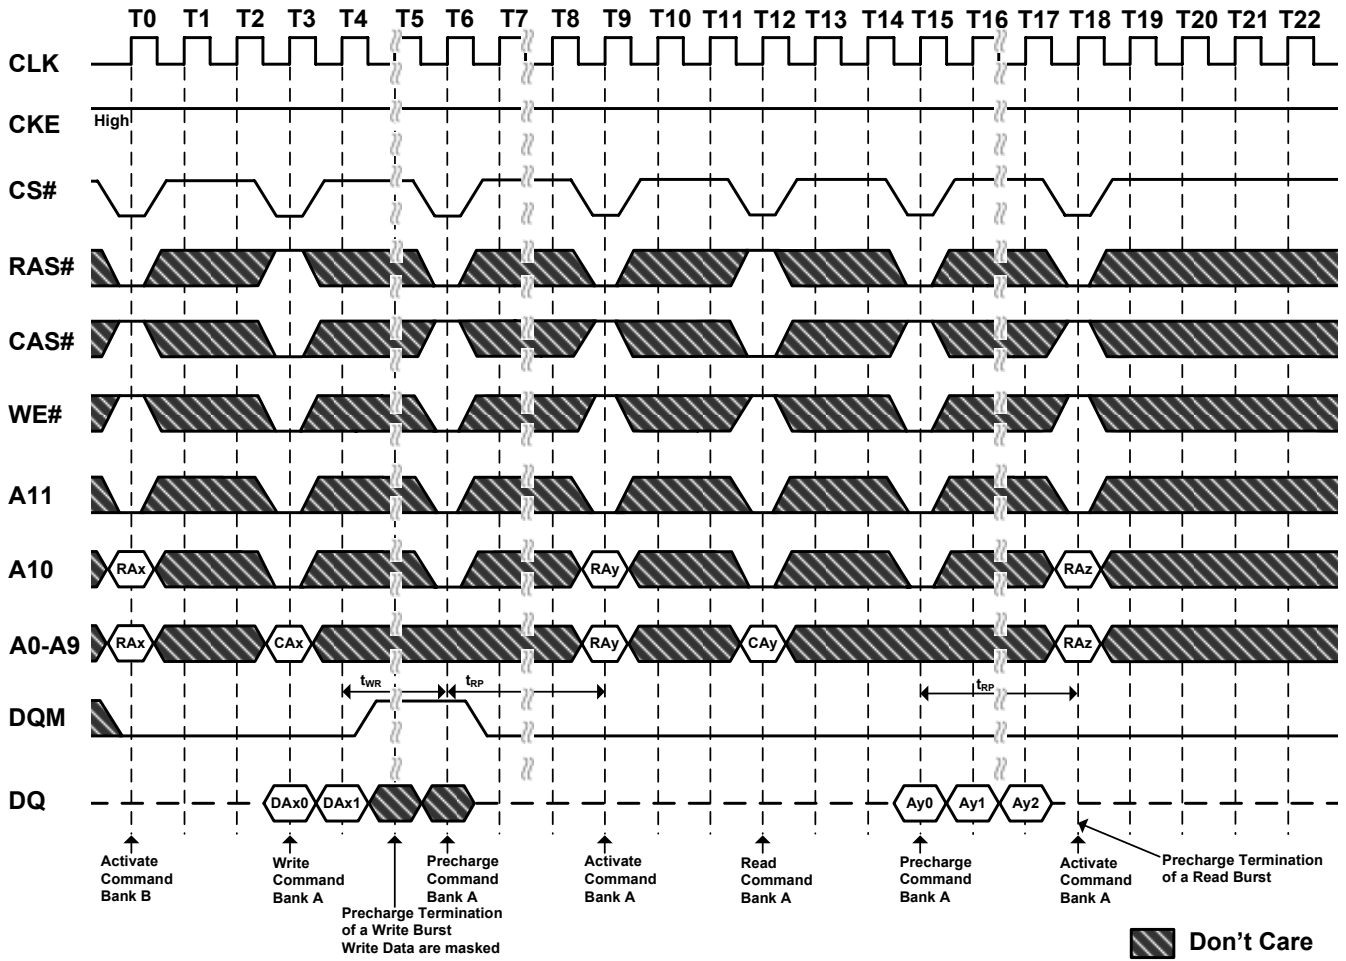 T0 T1 T2 T3 T4 T5 T6 T7 T8 T9 T10 T11 T12 T13 T14 T15 T16 T17 T18 T19 T20 T21 T22
CLK
CKE
High
CS#
RAS#
CAS#
WE#
A11
A10
RAx RAy RAz
A0-A9
RAx CAx RAy CAy RAz
tWR tRP tRP
DQM
DQ
DAx0 DAx1 Ay0 Ay1 Ay2
Activate
Command
Bank B
Write
Command
Bank A
Precharge Termination
of a Write Burst
Write Data are masked
Precharge
Command
Bank A
Activate
Command
Bank A
Read
Command
Bank A
Precharge
Command
Bank A
Activate
Command
Bank A
Precharge Termination
of a Read Burst
Don't Care